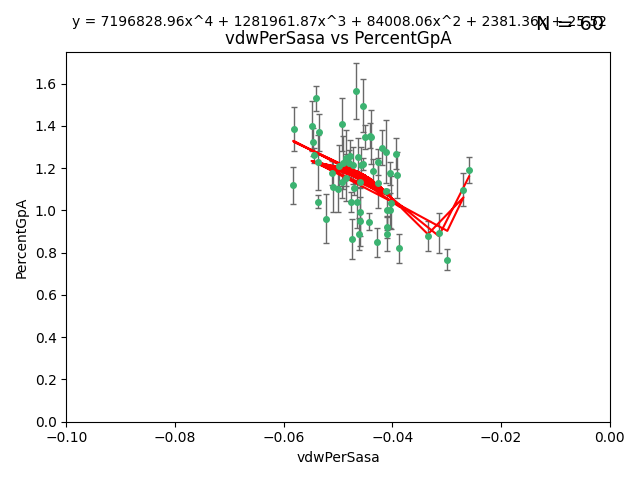 y = 7196828.96x^4 + 1281961.87x^3 + 84008.06x^2 + 2381.36x + 25.52
N = 60
vdwPerSasa vs PercentGpA
1.6
1.4
1.2
1.0
0.8
0.6
0.4
0.2
0.0
PercentGpA
−0.10 −0.08 −0.06 −0.04 −0.02 0.00
vdwPerSasa